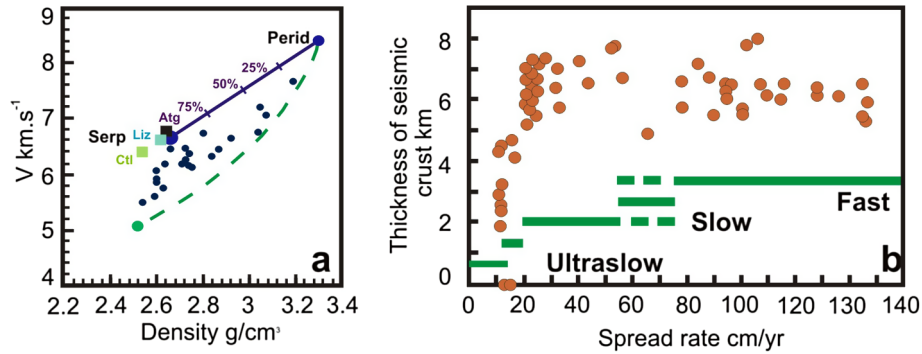 9
8
7
6
5
4
V km.s-1
2.2
2.4
2.6
2.8
3.0
3.2
3.4
Density g/cm³
Perid
25%
50%
75%
Atg
Serp
Liz
Ctl
a
Thickness of seismic
crust km
8
6
4
2
0
0
20
40
60
80
100
120
140
Spread rate cm/yr
Fast
Slow
Ultraslow
b